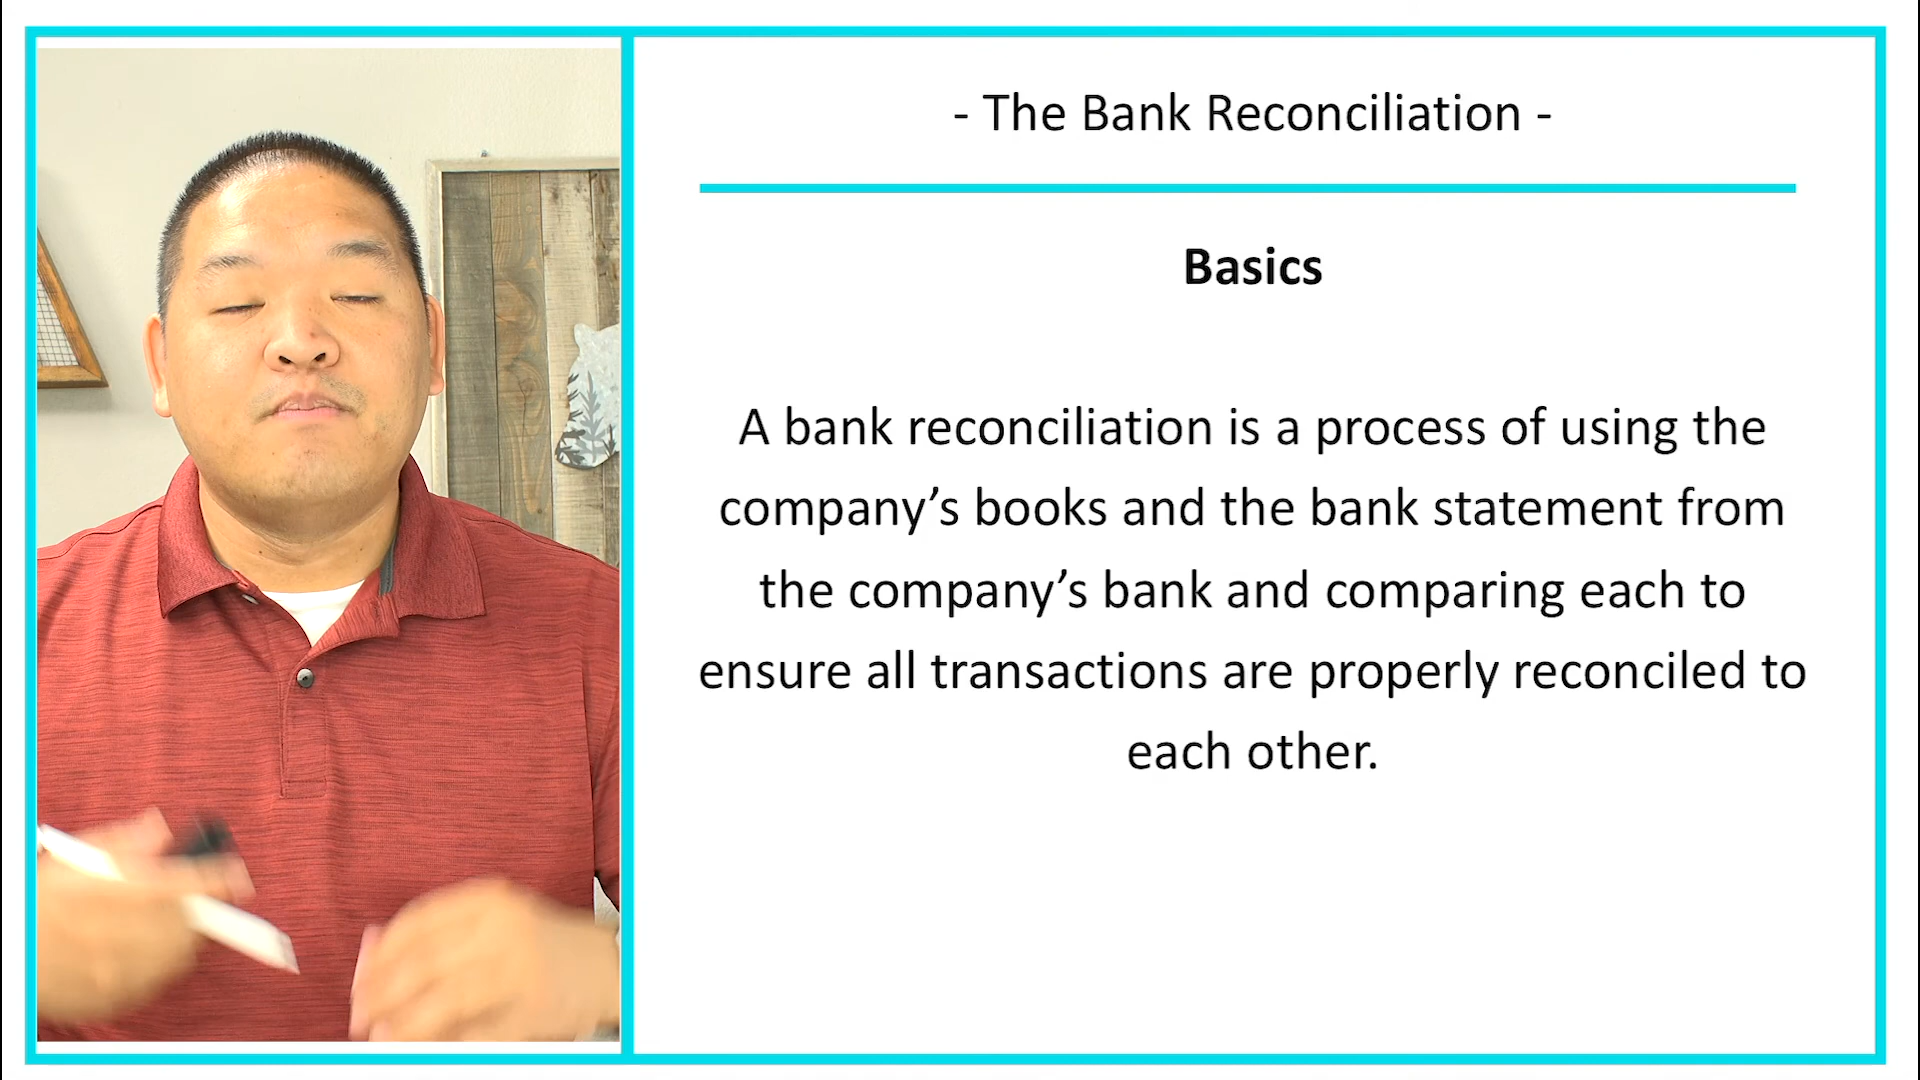 - The Bank Reconciliation -
Basics
A bank reconciliation is a process of using the
company’s books and the bank statement from
the company’s bank and comparing each to
ensure all transactions are properly reconciled to
each other.